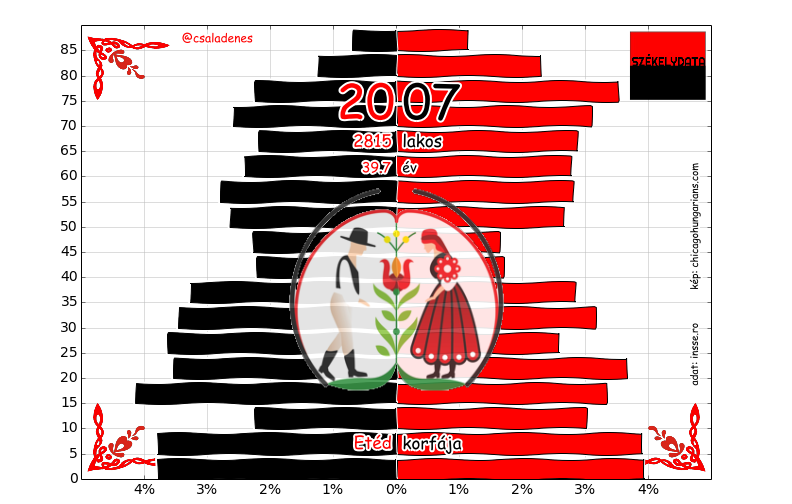 @csaladenes
SZÉKELYDATA
2007
2815 lakos
39.7 év
kép: chicagohungarians.com
adat: insse.ro
Etéd korfája
85
80
75
70
65
60
55
50
45
40
35
30
25
20
15
10
5
0
4% 3% 2% 1% 0% 1% 2% 3% 4%